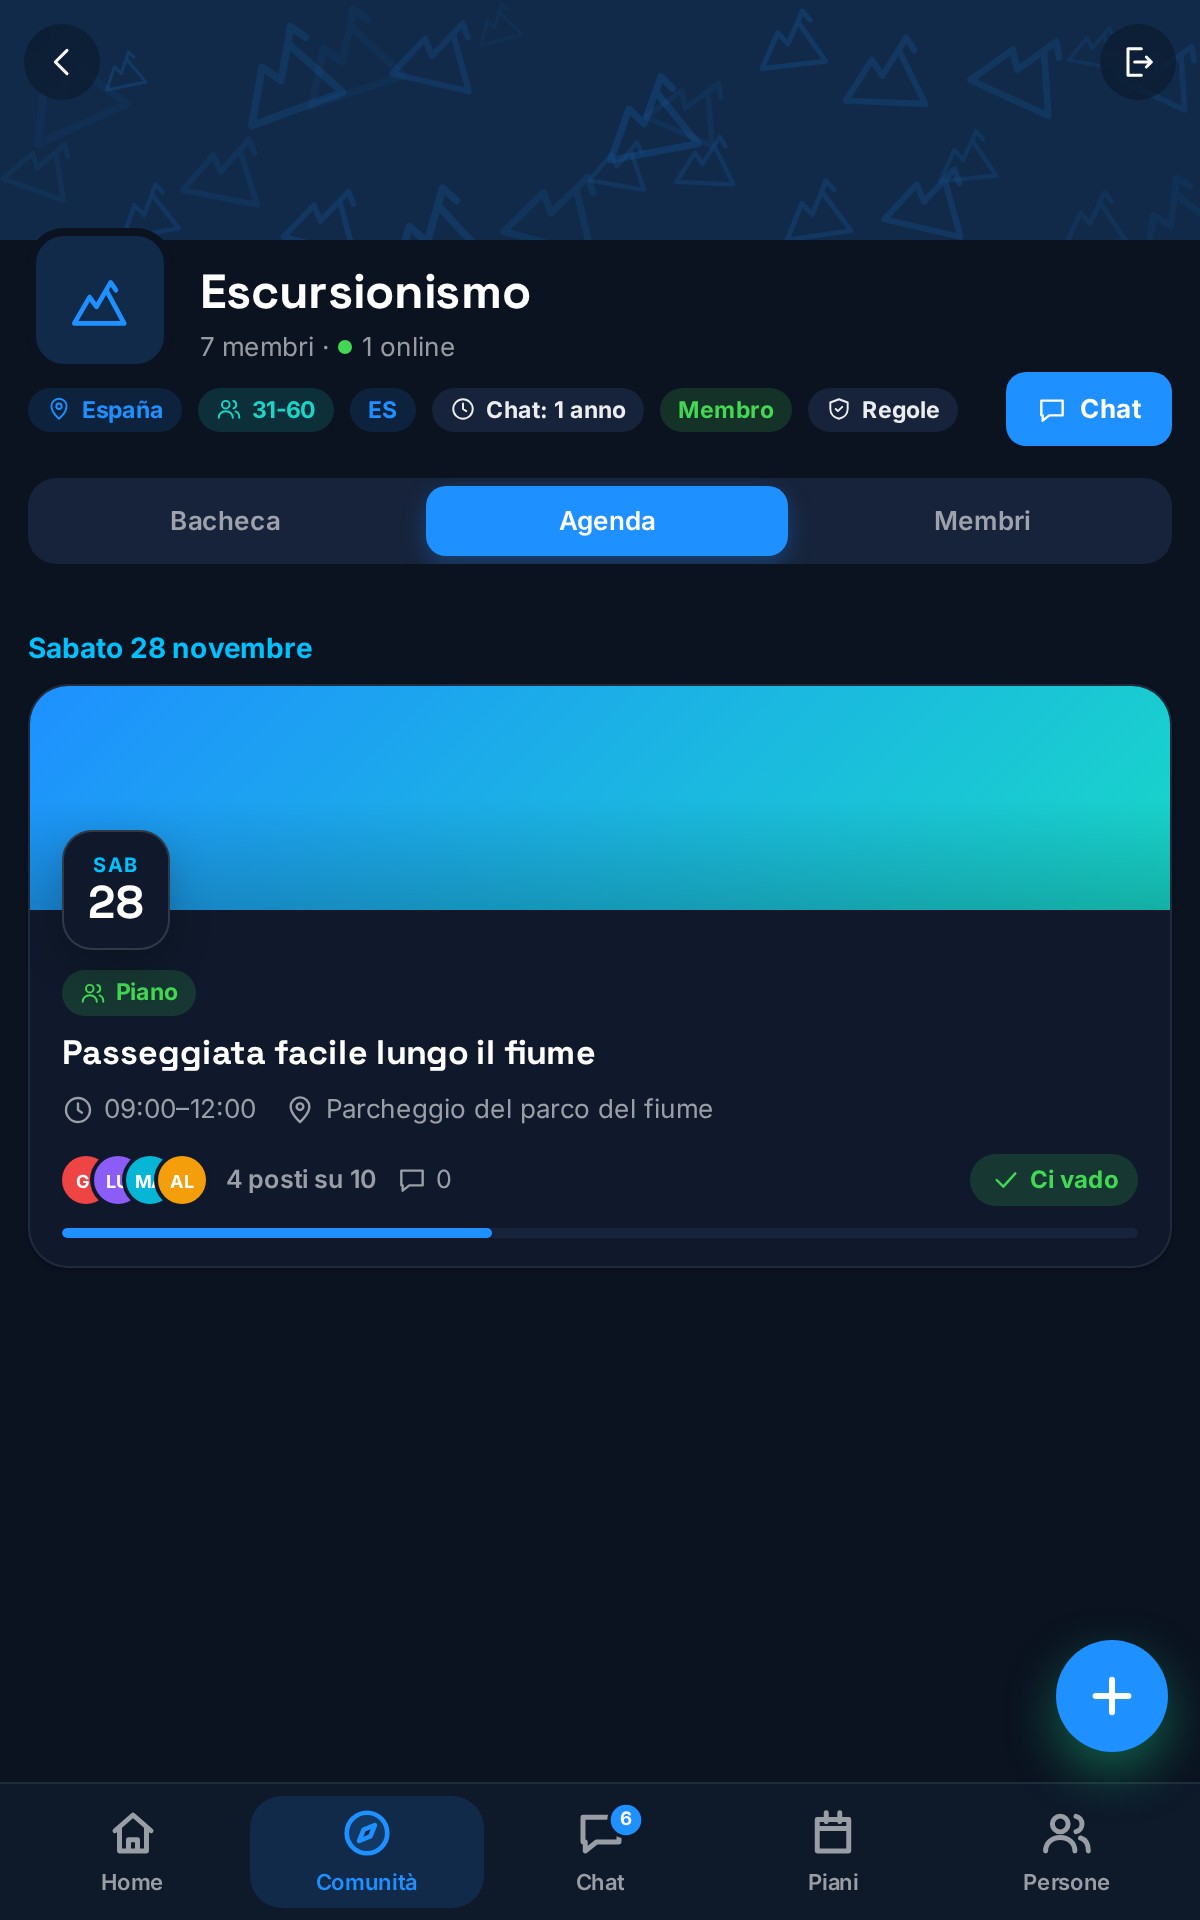 Escursionismo
7 membri · 1 online
España
31-60
ES
Chat: 1 anno
Membro
Regole
Chat
Bacheca
Agenda
Membri
Sabato 28 novembre
SAB
28
Piano
Passeggiata facile lungo il fiume
09:00–12:00
Parcheggio del parco del fiume
AL
4 posti su 10
0
Ci vado
6
Home
Comunità
Chat
Piani
Persone